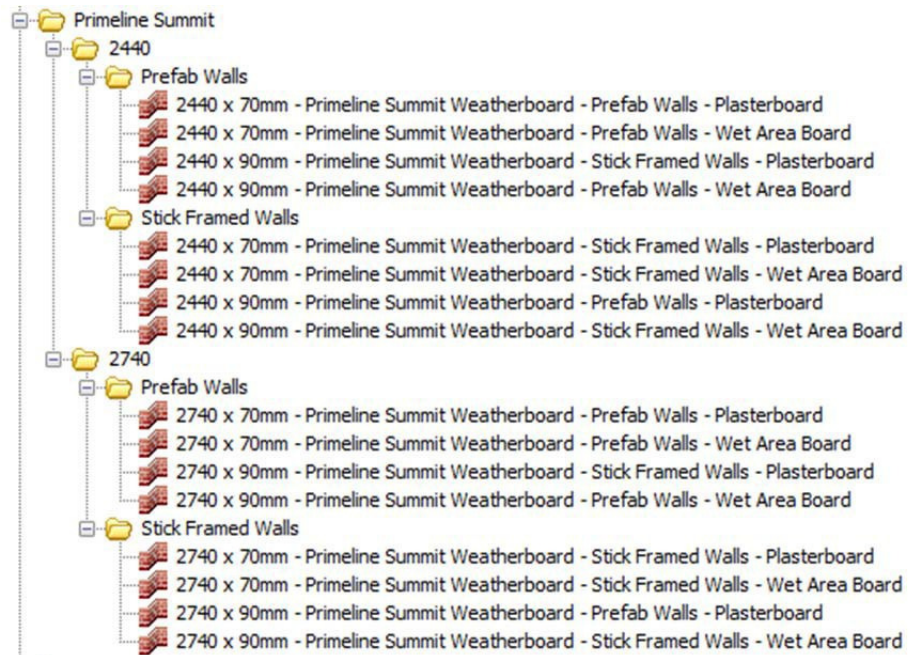 Primeline Summit
2440
Prefab Walls
2440 x 70mm - Primeline Summit Weatherboard - Prefab Walls - Plasterboard
2440 x 70mm - Primeline Summit Weatherboard - Prefab Walls - Wet Area Board
2440 x 90mm - Primeline Summit Weatherboard - Stick Framed Walls - Plasterboard
2440 x 90mm - Primeline Summit Weatherboard - Prefab Walls - Wet Area Board
Stick Framed Walls
2440 x 70mm - Primeline Summit Weatherboard - Stick Framed Walls - Plasterboard
2440 x 70mm - Primeline Summit Weatherboard - Stick Framed Walls - Wet Area Board
2440 x 90mm - Primeline Summit Weatherboard - Prefab Walls - Plasterboard
2440 x 90mm - Primeline Summit Weatherboard - Stick Framed Walls - Wet Area Board
2740
Prefab Walls
2740 x 70mm - Primeline Summit Weatherboard - Prefab Walls - Plasterboard
2740 x 70mm - Primeline Summit Weatherboard - Prefab Walls - Wet Area Board
2740 x 90mm - Primeline Summit Weatherboard - Stick Framed Walls - Plasterboard
2740 x 90mm - Primeline Summit Weatherboard - Prefab Walls - Wet Area Board
Stick Framed Walls
2740 x 70mm - Primeline Summit Weatherboard - Stick Framed Walls - Plasterboard
2740 x 70mm - Primeline Summit Weatherboard - Stick Framed Walls - Wet Area Board
2740 x 90mm - Primeline Summit Weatherboard - Prefab Walls - Plasterboard
2740 x 90mm - Primeline Summit Weatherboard - Stick Framed Walls - Wet Area Board